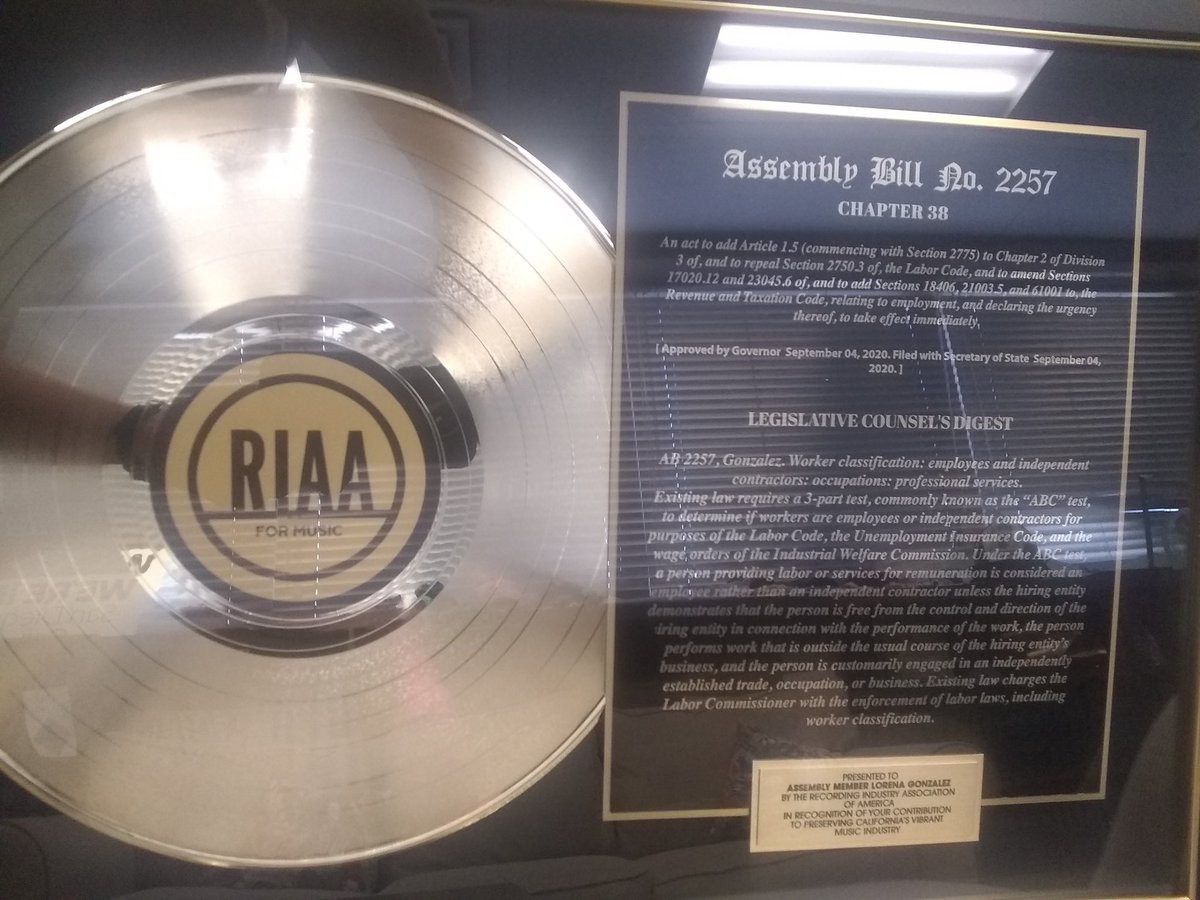 RIAA
FOR MUSIC
Assembly Bill No. 2257
CHAPTER 38
An act to add Article 1.5 (commencing with Section 2775) to Chapter 2 of Division
3 of, and to repeal Section 2750.3 of, the Labor Code, and to amend Sections
17020.12 and 23045.6 of, and to add Sections 18406, 21003.5, and 61001 to, the
Revenue and Taxation Code, relating to employment, and declaring the urgency
thereof, to take effect immediately.
[ Approved by Governor September 04, 2020. Filed with Secretary of State September 04,
2020. ]
LEGISLATIVE COUNSEL'S DIGEST
AB 2257, Gonzalez. Worker classification: employees and independent
contractors: occupations: professional services.
Existing law requires a 3-part test, commonly known as the “ABC” test,
to determine if workers are employees or independent contractors for
purposes of the Labor Code, the Unemployment Insurance Code, and the
wage orders of the Industrial Welfare Commission. Under the ABC test,
a person providing labor or services for remuneration is considered an
employee rather than an independent contractor unless the hiring entity
demonstrates that the person is free from the control and direction of the
hiring entity in connection with the performance of the work, the person
performs work that is outside the usual course of the hiring entity's
business, and the person is customarily engaged in an independently
established trade, occupation, or business. Existing law charges the
Labor Commissioner with the enforcement of labor laws, including
worker classification.
PRESENTED TO
ASSEMBLY MEMBER LORENA GONZALEZ
BY THE RECORDING INDUSTRY ASSOCIATION
OF AMERICA
IN RECOGNITION OF YOUR CONTRIBUTION
TO PRESERVING CALIFORNIA'S VIBRANT
MUSIC INDUSTRY